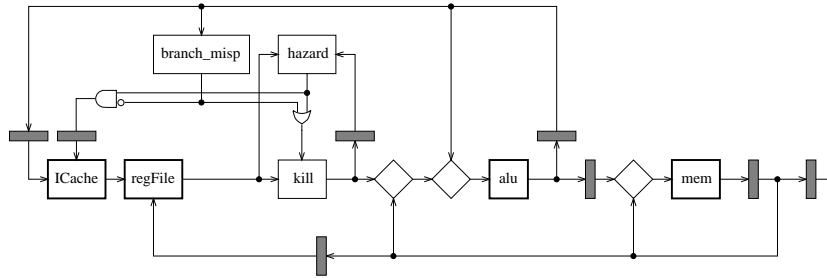 branch_misp
hazard
ICache
regFile
kill
alu
mem